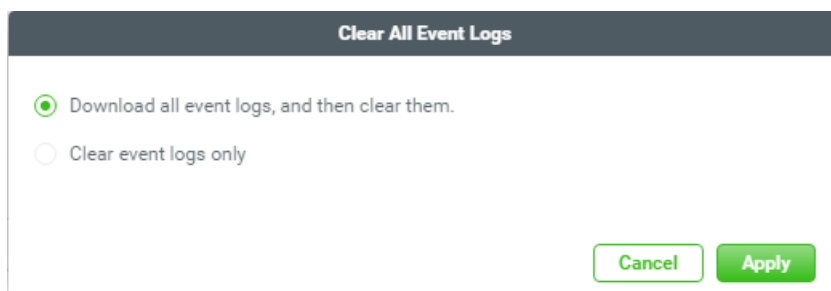 Clear All Event Logs
Download all event logs, and then clear them.
Clear event logs only
Cancel Apply